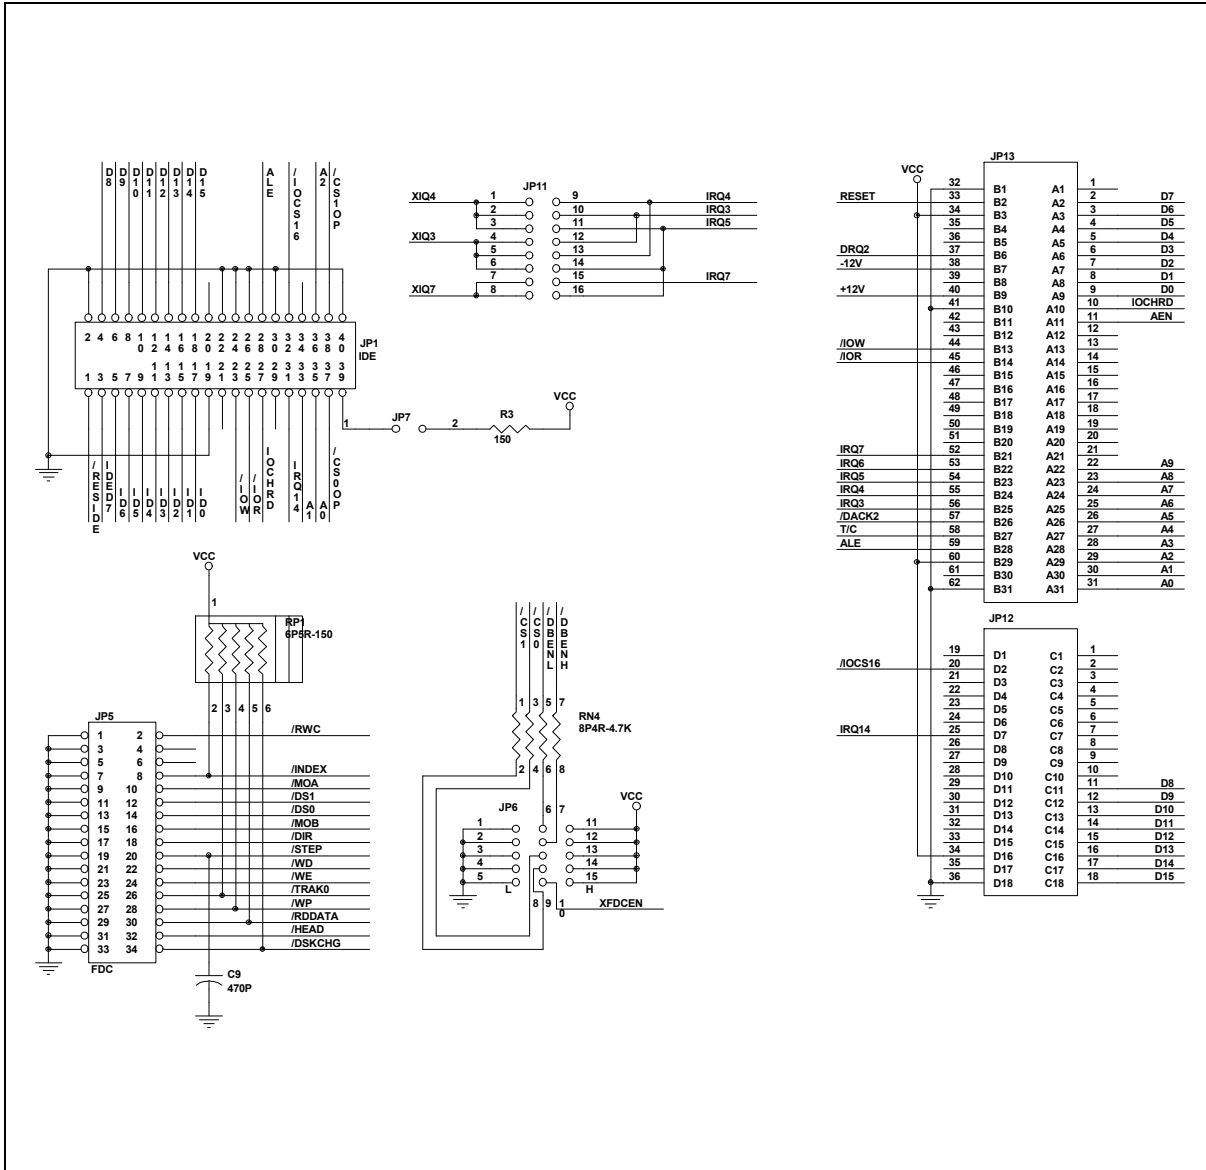 D8 D9 D10 D11 D12 D13 D14 D15 ALE /IOCS16 A2 /CS1OP
2 4 6 8 10 12 14 16 18 20 22 24 26 28 30 32 34 36 38 40
1 3 5 7 9 11 13 15 17 19 21 23 25 27 29 31 33 35 37 39
JP1
IDE
/RESIDE IDED7 ID6 ID5 ID4 ID3 ID2 ID1 ID0 /IOW /IOR IOCHRD IRQ14 A1 A0 /CS0OP
1 JP7 2
R3
150
VCC
JP11
XIQ4 1 9 IRQ4
2 10 IRQ3
3 11 IRQ5
XIQ3 4 12
5 13
6 14
7 15 IRQ7
XIQ7 8 16
VCC
JP13
32 B1 A1 1
RESET 33 B2 A2 2 D7
34 B3 A3 3 D6
35 B4 A4 4 D5
36 B5 A5 5 D4
DRQ2 37 B6 A6 6 D3
-12V 38 B7 A7 7 D2
39 B8 A8 8 D1
+12V 40 B9 A9 9 D0
41 B10 A10 10 IOCHRD
42 B11 A11 11 AEN
43 B12 A12 12
/IOW 44 B13 A13 13
/IOR 45 B14 A14 14
46 B15 A15 15
47 B16 A16 16
48 B17 A17 17
49 B18 A18 18
50 B19 A19 19
51 B20 A20 20
IRQ7 52 B21 A21 21
IRQ6 53 B22 A22 22 A9
IRQ5 54 B23 A23 23 A8
IRQ4 55 B24 A24 24 A7
IRQ3 56 B25 A25 25 A6
/DACK2 57 B26 A26 26 A5
T/C 58 B27 A27 27 A4
ALE 59 B28 A28 28 A3
60 B29 A29 29 A2
61 B30 A30 30 A1
62 B31 A31 31 A0
JP12
19 D1 C1 1
/IOCS16 20 D2 C2 2
21 D3 C3 3
22 D4 C4 4
23 D5 C5 5
24 D6 C6 6
IRQ14 25 D7 C7 7
26 D8 C8 8
27 D9 C9 9
28 D10 C10 10
29 D11 C11 11 D8
30 D12 C12 12 D9
31 D13 C13 13 D10
32 D14 C14 14 D11
33 D15 C15 15 D12
34 D16 C16 16 D13
35 D17 C17 17 D14
36 D18 C18 18 D15
VCC
1
RP1
6P5R-150
2 3 4 5 6
JP5
1 2 /RWC
3 4
5 6
7 8 /INDEX
9 10 /MOA
11 12 /DS1
13 14 /DS0
15 16 /MOB
17 18 /DIR
19 20 /STEP
21 22 /WD
23 24 /WE
25 26 /TRAK0
27 28 /WP
29 30 /RDDATA
31 32 /HEAD
33 34 /DSKCHG
FDC
C9
470P
/CS1 /CS0 /DBENL /DBENH
1 3 5 7
RN4
8P4R-4.7K
2 4 6 8
JP6
6 7
VCC
1 11
2 12
3 13
4 14
5 15
L H
8 9 10 XFDCEN